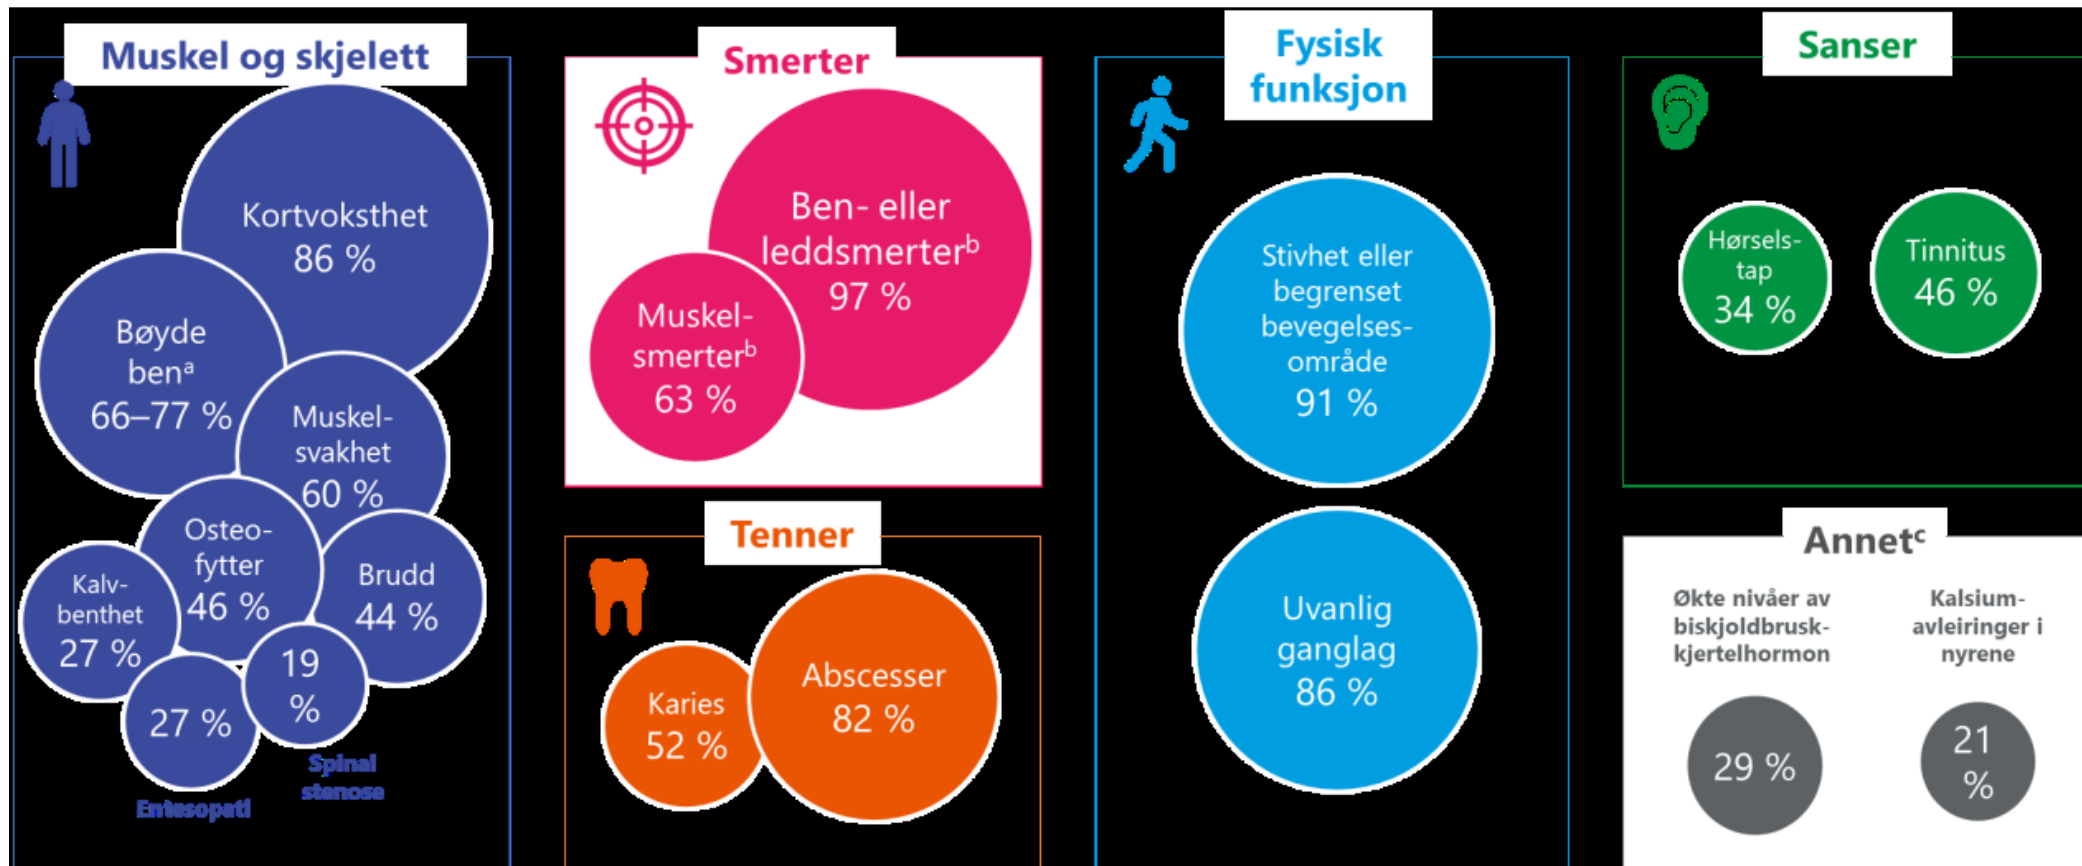 Muskel og skjelett
Kortvoksthet
86 %
Bøyde
benᵃ
66–77 %
Muskel-
svakhet
60 %
Osteo-
fytter
46 %
Brudd
44 %
Kalv-
benthet
27 %
27 %
Entesopati
19
%
Spinal
stenose
Smerter
Ben- eller
leddsmerterᵇ
97 %
Muskel-
smerterᵇ
63 %
Tenner
Karies
52 %
Abscesser
82 %
Fysisk
funksjon
Stivhet eller
begrenset
bevegelses-
område
91 %
Uvanlig
ganglag
86 %
Sanser
Hørsels-
tap
34 %
Tinnitus
46 %
Annetᶜ
Økte nivåer av
biskjoldbrusk-
kjertelhormon
29 %
Kalsium-
avleiringer i
nyrene
21
%